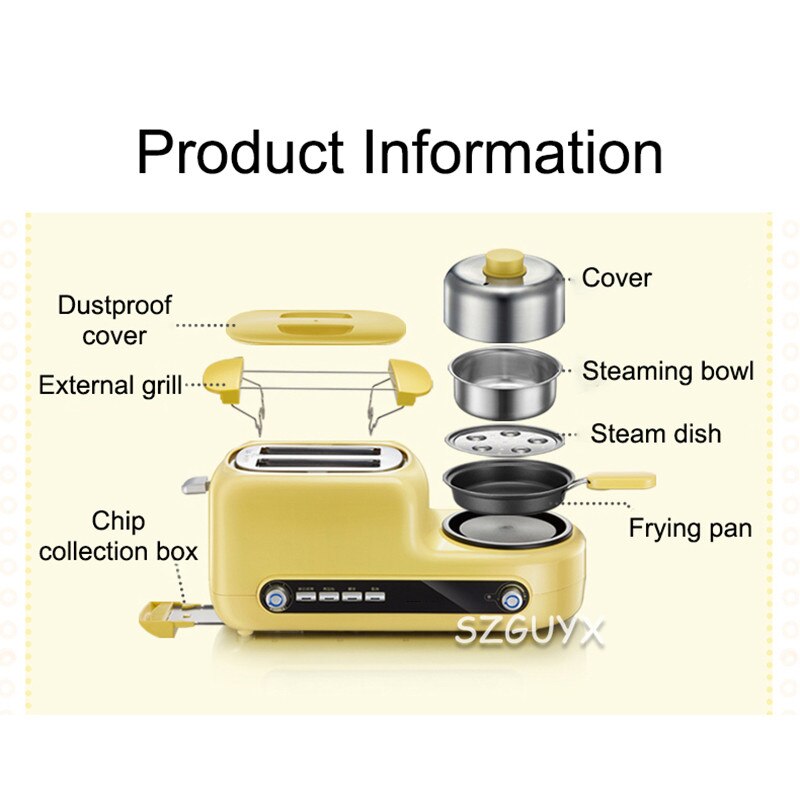 Product Information
Dustproof
cover
External grill
Chip
collection box
Cover
Steaming bowl
Steam dish
Frying pan
SZGUYX